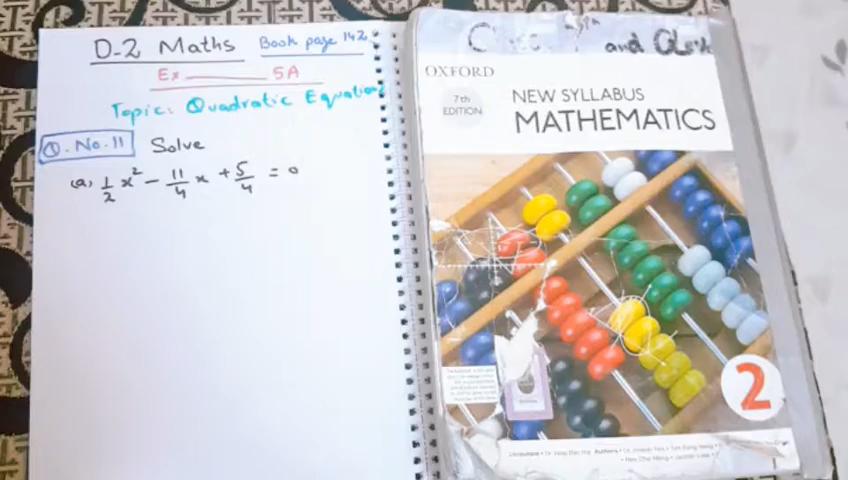 D-2 Maths Book page 142
Ex 5A
Topic: Quadratic Equations
Q. No. 11 Solve
(a) 1/2 x² - 11/4 x + 5/4 = 0
and
OXFORD
7th
EDITION
NEW SYLLABUS
MATHEMATICS
2